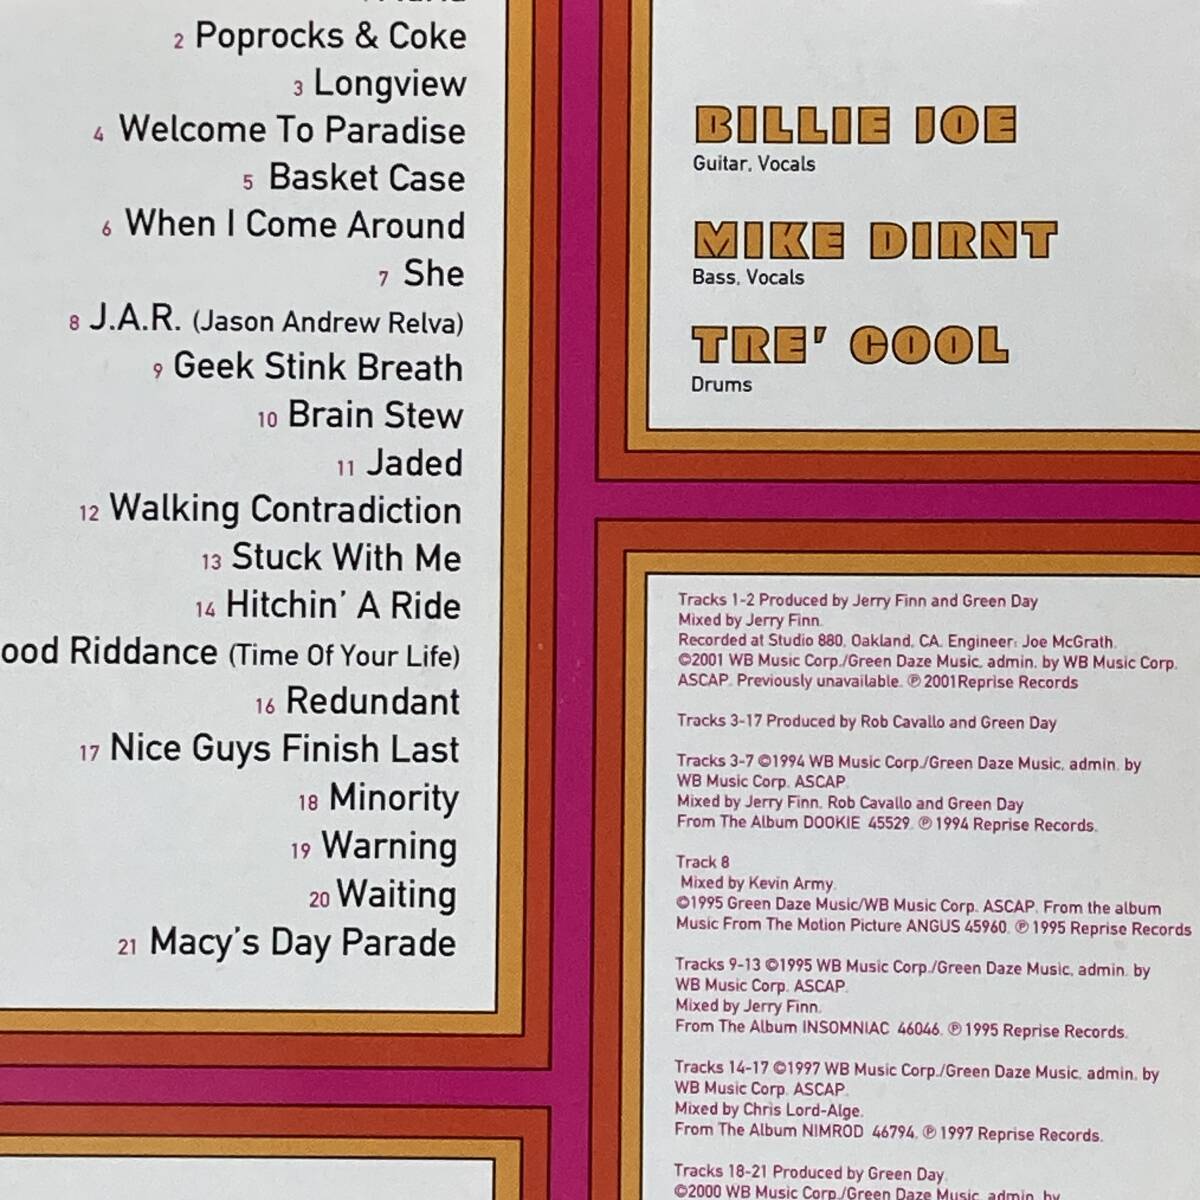 2 Poprocks & Coke
3 Longview
4 Welcome To Paradise
5 Basket Case
6 When I Come Around
7 She
8 J.A.R. (Jason Andrew Relva)
9 Geek Stink Breath
10 Brain Stew
11 Jaded
12 Walking Contradiction
13 Stuck With Me
14 Hitchin' A Ride
ood Riddance (Time Of Your Life)
16 Redundant
17 Nice Guys Finish Last
18 Minority
19 Warning
20 Waiting
21 Macy's Day Parade
BILLIE JOE
Guitar, Vocals
MIKE DIRNT
Bass, Vocals
TRE' COOL
Drums
Tracks 1-2 Produced by Jerry Finn and Green Day
Mixed by Jerry Finn.
Recorded at Studio 880, Oakland, CA. Engineer: Joe McGrath.
©2001 WB Music Corp./Green Daze Music, admin. by WB Music Corp.
ASCAP. Previously unavailable. ℗ 2001Reprise Records
Tracks 3-17 Produced by Rob Cavallo and Green Day
Tracks 3-7 ©1994 WB Music Corp./Green Daze Music, admin. by
WB Music Corp. ASCAP.
Mixed by Jerry Finn, Rob Cavallo and Green Day
From The Album DOOKIE 45529. ℗ 1994 Reprise Records.
Track 8
Mixed by Kevin Army.
©1995 Green Daze Music/WB Music Corp. ASCAP. From the album
Music From The Motion Picture ANGUS 45960. ℗ 1995 Reprise Records
Tracks 9-13 ©1995 WB Music Corp./Green Daze Music, admin. by
WB Music Corp. ASCAP.
Mixed by Jerry Finn.
From The Album INSOMNIAC 46046. ℗ 1995 Reprise Records.
Tracks 14-17 ©1997 WB Music Corp./Green Daze Music, admin. by
WB Music Corp. ASCAP.
Mixed by Chris Lord-Alge.
From The Album NIMROD 46794. ℗ 1997 Reprise Records.
Tracks 18-21 Produced by Green Day.
©2000 WB Music Corp./Green Daze Music, admin. by